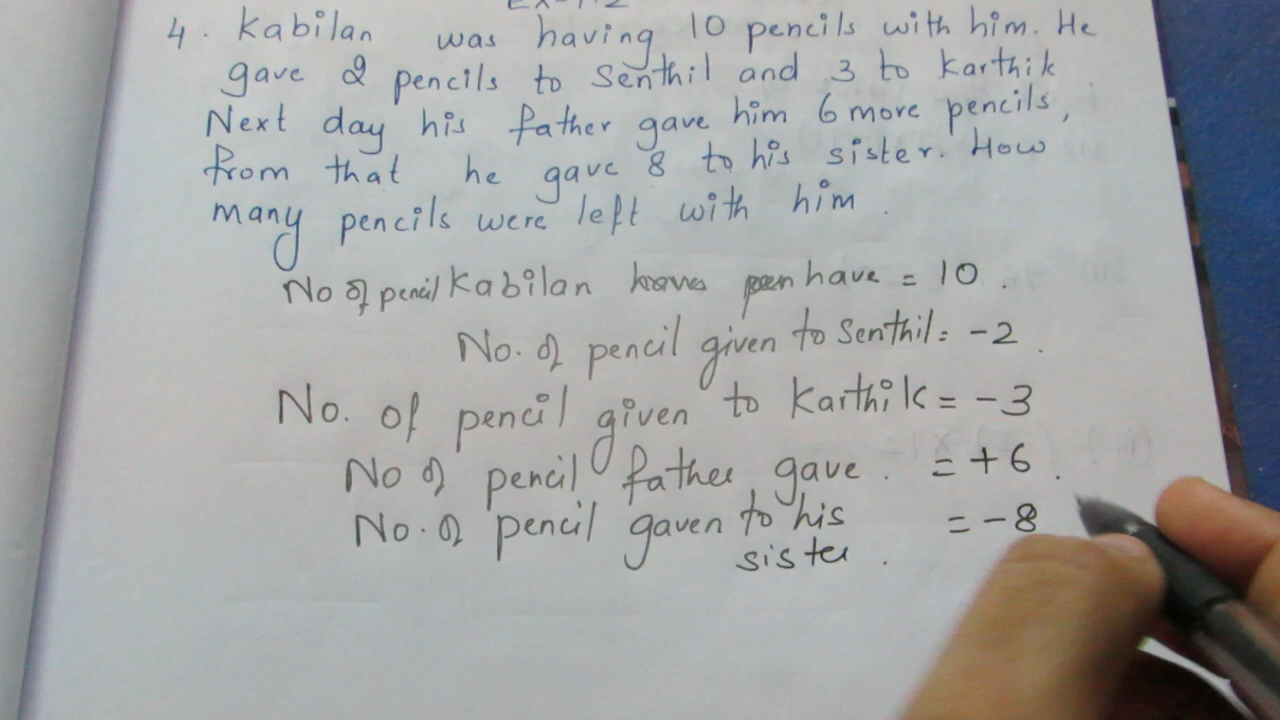 4. Kabilan was having 10 pencils with him. He
gave 2 pencils to Senthil and 3 to Karthik
Next day his father gave him 6 more pencils,
from that he gave 8 to his sister. How
many pencils were left with him.
No of pencil Kabilan have = 10.
No. of pencil given to Senthil = -2.
No. of pencil given to Karthik = -3
No of pencil father gave. = +6.
No. of pencil gaven to his = -8
sister.